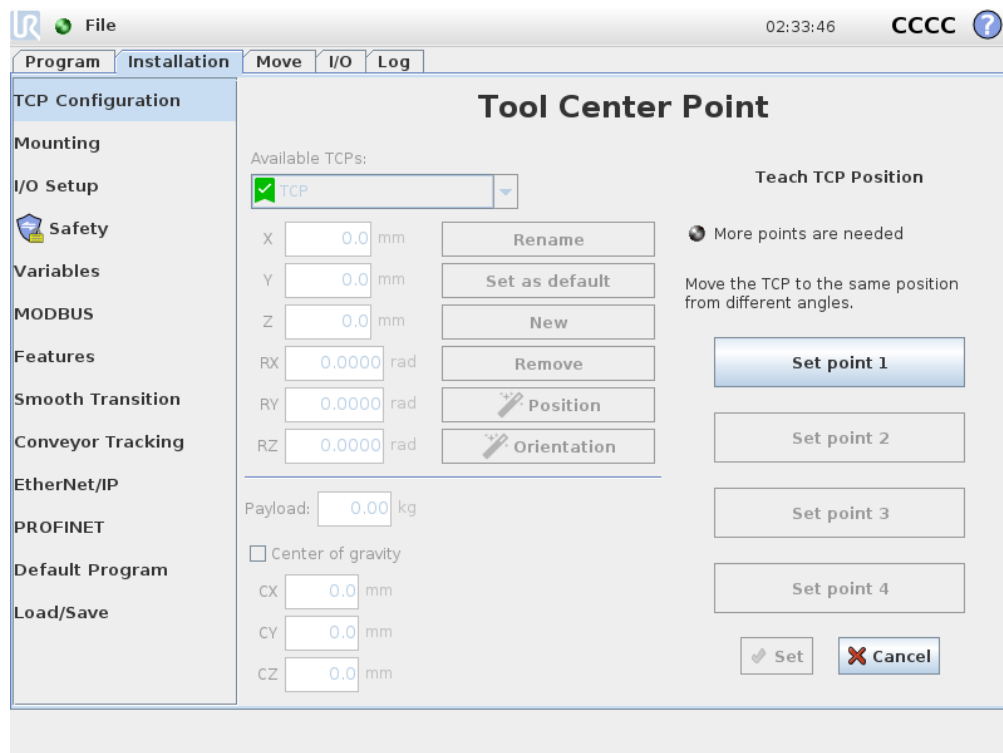 UR File 02:33:46 CCCC ?
Program Installation Move I/O Log
TCP Configuration
Mounting
I/O Setup
Safety
Variables
MODBUS
Features
Smooth Transition
Conveyor Tracking
EtherNet/IP
PROFINET
Default Program
Load/Save
Tool Center Point
Available TCPs:
TCP
X 0.0 mm Rename
Y 0.0 mm Set as default
Z 0.0 mm New
RX 0.0000 rad Remove
RY 0.0000 rad Position
RZ 0.0000 rad Orientation
Payload: 0.00 kg
Center of gravity
CX 0.0 mm
CY 0.0 mm
CZ 0.0 mm
Teach TCP Position
More points are needed
Move the TCP to the same position
from different angles.
Set point 1
Set point 2
Set point 3
Set point 4
Set Cancel